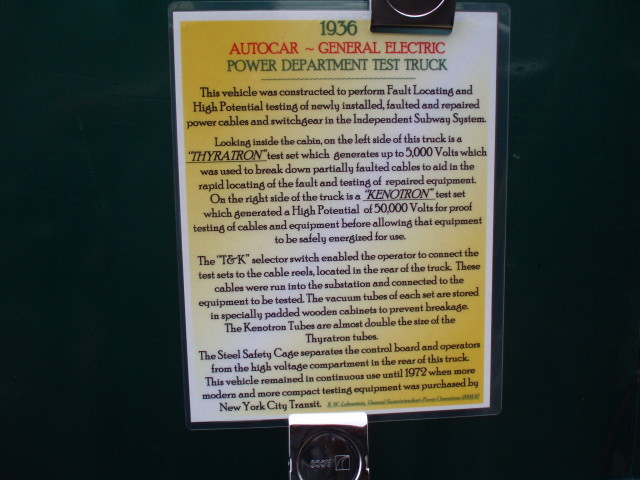 1936
AUTOCAR ~ GENERAL ELECTRIC
POWER DEPARTMENT TEST TRUCK
This vehicle was constructed to perform Fault Locating and
High Potential testing of newly installed, faulted and repaired
power cables and switchgear in the Independent Subway System.
Looking inside the cabin, on the left side of this truck is a
"THYRATRON" test set which generates up to 5,000 Volts which
was used to break down partially faulted cables to aid in the
rapid locating of the fault and testing of repaired equipment.
On the right side of the truck is a "KENOTRON" test set
which generated a High Potential of 50,000 Volts for proof
testing of cables and equipment before allowing that equipment
to be safely energized for use.
The "T&K" selector switch enabled the operator to connect the
test sets to the cable reels, located in the rear of the truck. These
cables were run into the substation and connected to the
equipment to be tested. The vacuum tubes of each set are stored
in specially padded wooden cabinets to prevent breakage.
The Kenotron Tubes are almost double the size of the
Thyratron tubes.
The Steel Safety Cage separates the control board and operators
from the high voltage compartment in the rear of this truck.
This vehicle remained in continuous use until 1972 when more
modern and more compact testing equipment was purchased by
New York City Transit. General Superintendent-Power Operations